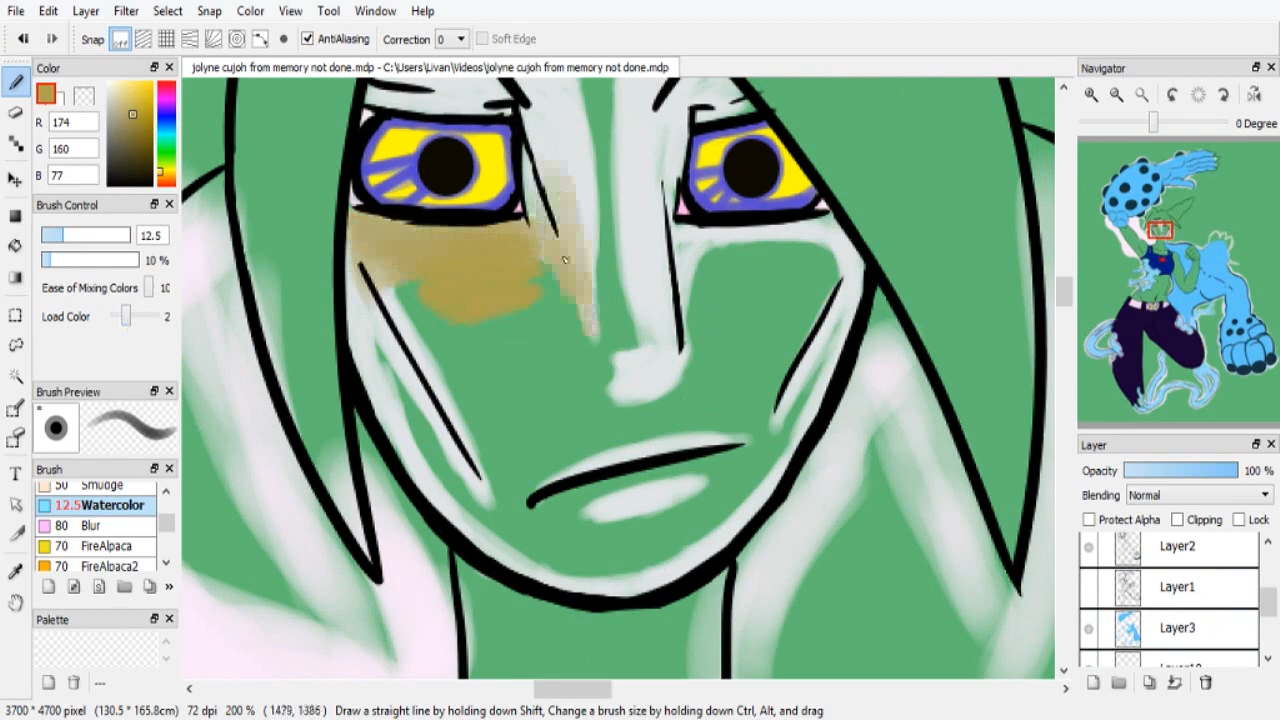 File Edit Layer Filter Select Snap Color View Tool Window Help
Snap off AntiAliasing Correction 0 Soft Edge
Color
R 174
G 160
B 77
Brush Control
12.5
10 %
Ease of Mixing Colors 10
Load Color 2
Brush Preview
Brush
50 Smudge
12.5 Watercolor
80 Blur
70 FireAlpaca
70 FireAlpaca2
Palette
jolyne cujoh from memory not done.mdp - C:\Users\Livan\Videos\jolyne cujoh from memory not done.mdp
Navigator
0 Degree
Layer
Opacity 100 %
Blending Normal
Protect Alpha Clipping Lock
Layer2
Layer1
Layer3
3700 * 4700 pixel (130.5 * 165.8cm) 72 dpi 200 % ( 1479, 1386 ) Draw a straight line by holding down Shift, Change a brush size by holding down Ctrl, Alt, and drag